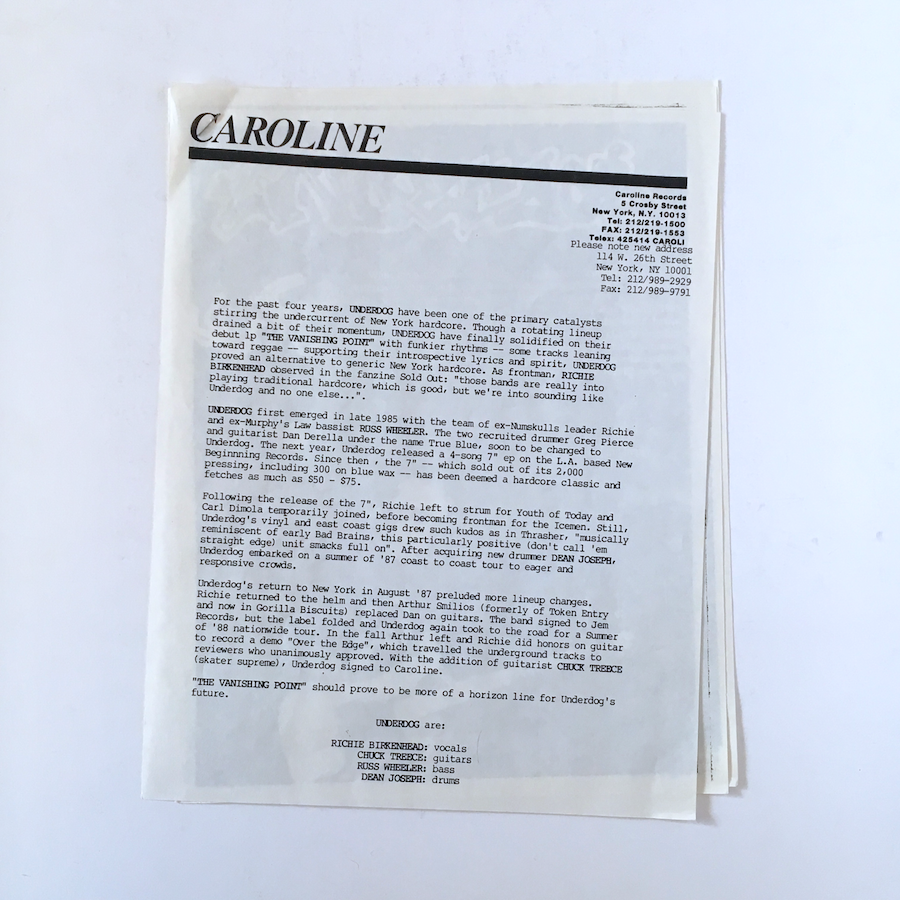 CAROLINE
Caroline Records
5 Crosby Street
New York, N.Y. 10013
Tel: 212/219-1500
FAX: 212/219-1553
Telex: 425414 CAROLI
Please note new address
114 W. 26th Street
New York, NY 10001
Tel: 212/989-2929
Fax: 212/989-9791
For the past four years, UNDERDOG have been one of the primary catalysts
stirring the undercurrent of New York hardcore. Though a rotating lineup
drained a bit of their momentum, UNDERDOG have finally solidified on their
debut lp "THE VANISHING POINT" with funkier rhythms -- some tracks leaning
toward reggae -- supporting their introspective lyrics and spirit, UNDERDOG
proved an alternative to generic New York hardcore. As frontman, RICHIE
BIRKENHEAD observed in the fanzine Sold Out: "those bands are really into
playing traditional hardcore, which is good, but we're into sounding like
Underdog and no one else...".
UNDERDOG first emerged in late 1985 with the team of ex-Numskulls leader Richie
and ex-Murphy's Law bassist RUSS WHEELER. The two recruited drummer Greg Pierce
and guitarist Dan Derella under the name True Blue, soon to be changed to
Underdog. The next year, Underdog released a 4-song 7" ep on the L.A. based New
Beginnning Records. Since then , the 7" -- which sold out of its 2,000
pressing, including 300 on blue wax -- has been deemed a hardcore classic and
fetches as much as $50 - $75.
Following the release of the 7", Richie left to strum for Youth of Today and
Carl Dimola temporarily joined, before becoming frontman for the Icemen. Still,
Underdog's vinyl and east coast gigs drew such kudos as in Thrasher, "musically
reminiscent of early Bad Brains, this particularly positive (don't call 'em
straight edge) unit smacks full on". After acquiring new drummer DEAN JOSEPH,
Underdog embarked on a summer of '87 coast to coast tour to eager and
responsive crowds.
Underdog's return to New York in August '87 preluded more lineup changes.
Richie returned to the helm and then Arthur Smilios (formerly of Token Entry
and now in Gorilla Biscuits) replaced Dan on guitars. The band signed to Jem
Records, but the label folded and Underdog again took to the road for a Summer
of '88 nationwide tour. In the fall Arthur left and Richie did honors on guitar
to record a demo "Over the Edge", which travelled the underground tracks to
reviewers who unanimously approved. With the addition of guitarist CHUCK TREECE
(skater supreme), Underdog signed to Caroline.
"THE VANISHING POINT" should prove to be more of a horizon line for Underdog's
future.
UNDERDOG are:
RICHIE BIRKENHEAD: vocals
CHUCK TREECE: guitars
RUSS WHEELER: bass
DEAN JOSEPH: drums